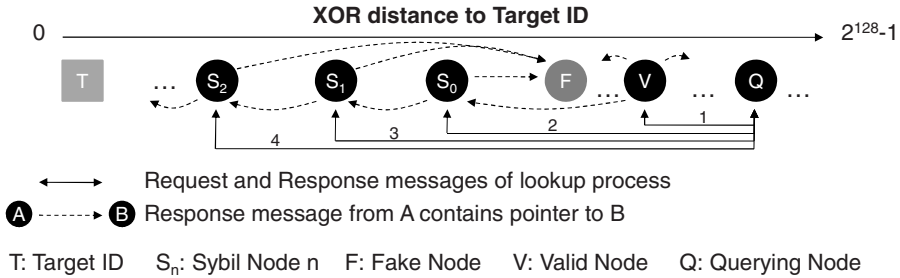 XOR distance to Target ID
0 2¹²⁸-1
T ... S₂ S₁ S₀ F ... V ... Q ...
1
2
3
4
Request and Response messages of lookup process
A B Response message from A contains pointer to B
T: Target ID Sₙ: Sybil Node n F: Fake Node V: Valid Node Q: Querying Node